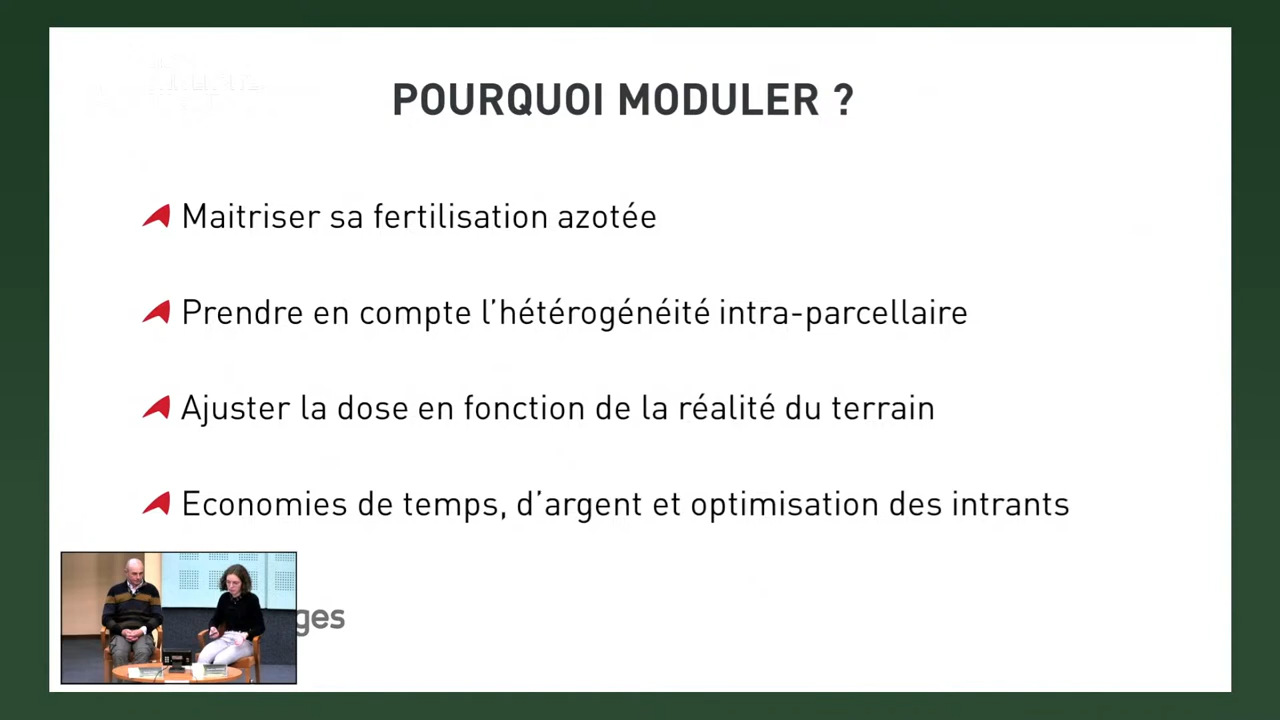 POURQUOI MODULER ?
Maitriser sa fertilisation azotée
Prendre en compte l’hétérogénéité intra-parcellaire
Ajuster la dose en fonction de la réalité du terrain
Economies de temps, d’argent et optimisation des intrants